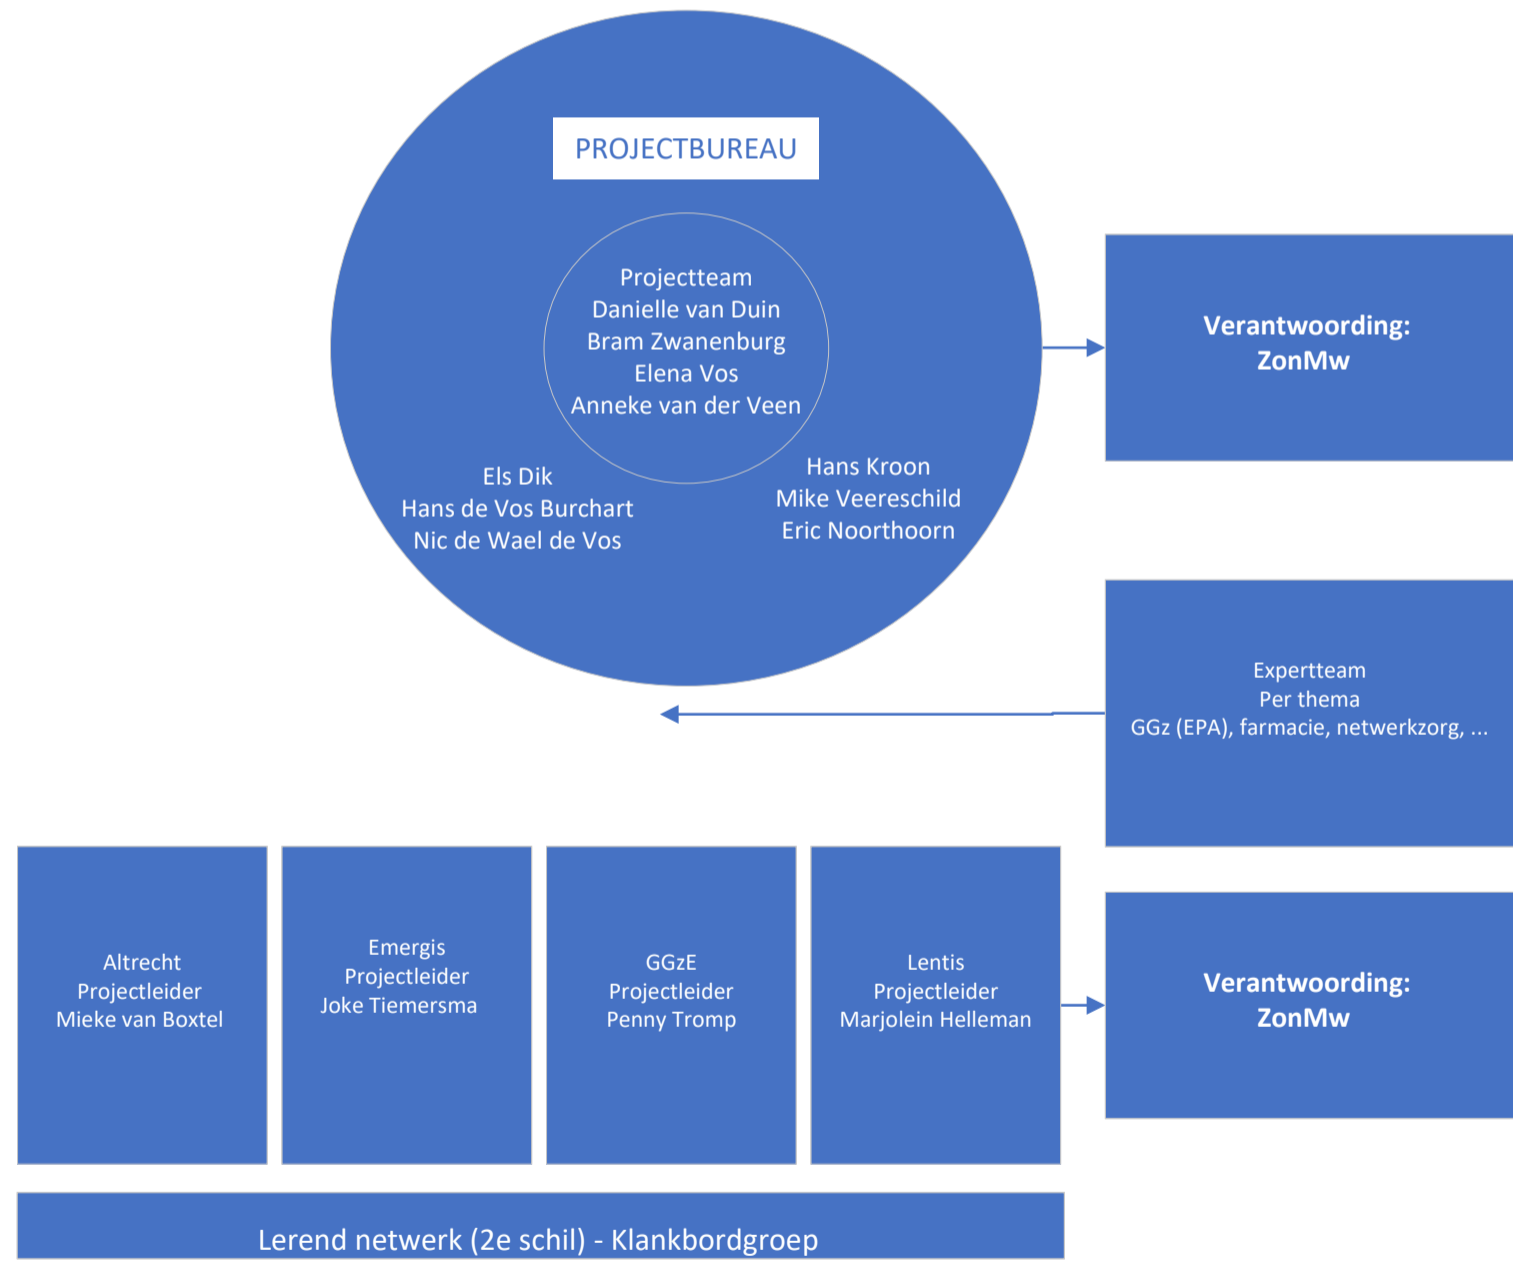 PROJECTBUREAU
Projectteam
Danielle van Duin
Bram Zwanenburg
Elena Vos
Anneke van der Veen
Els Dik
Hans de Vos Burchart
Nic de Wael de Vos
Hans Kroon
Mike Veereschild
Eric Noorthoorn
Verantwoording:
ZonMw
Expertteam
Per thema
GGz (EPA), farmacie, netwerkzorg, ...
Altrecht
Projectleider
Mieke van Boxtel
Emergis
Projectleider
Joke Tiemersma
GGzE
Projectleider
Penny Tromp
Lentis
Projectleider
Marjolein Helleman
Verantwoording:
ZonMw
Lerend netwerk (2e schil) - Klankbordgroep